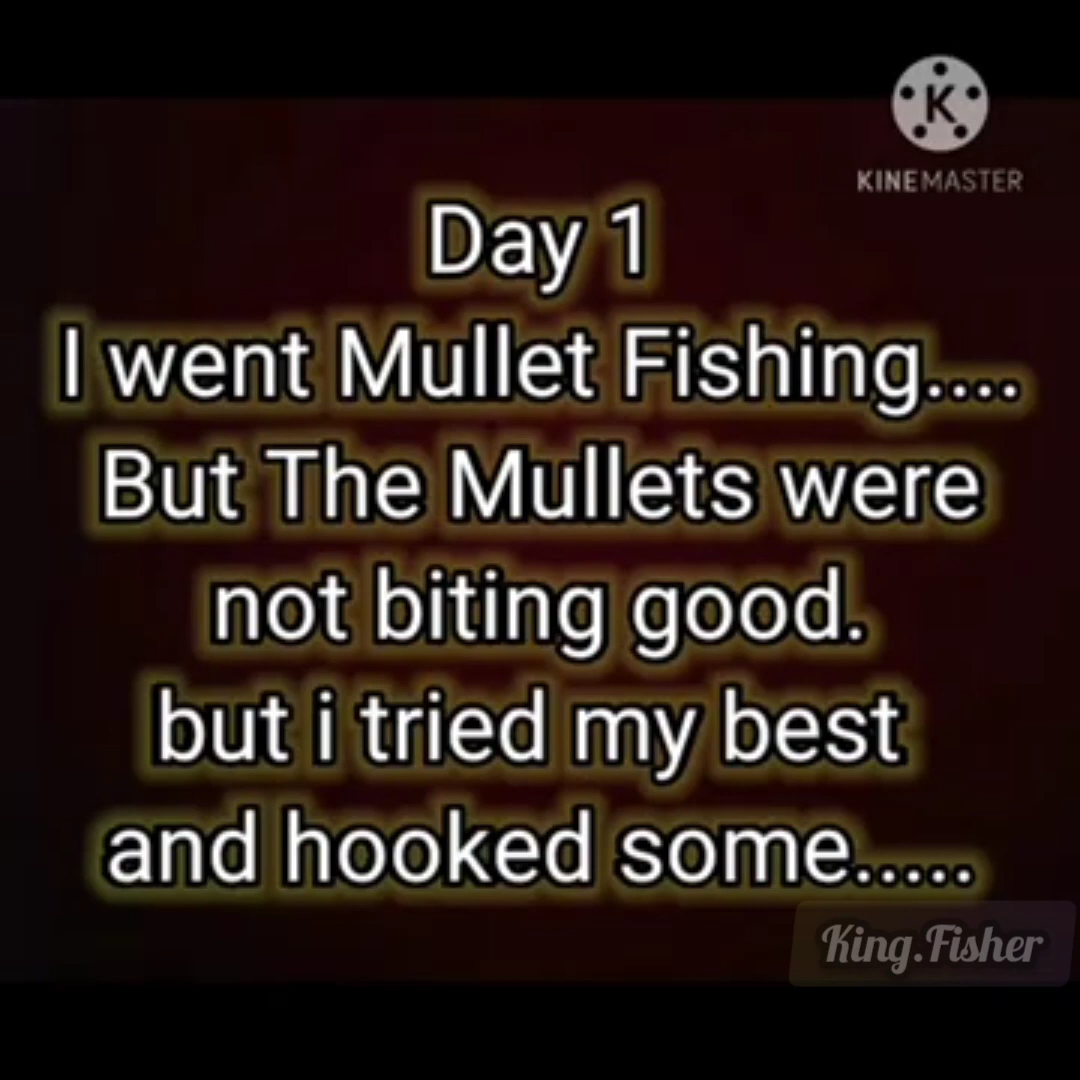 K
KINEMASTER
Day 1
I went Mullet Fishing....
But The Mullets were
not biting good.
but i tried my best
and hooked some.....
King.Fisher